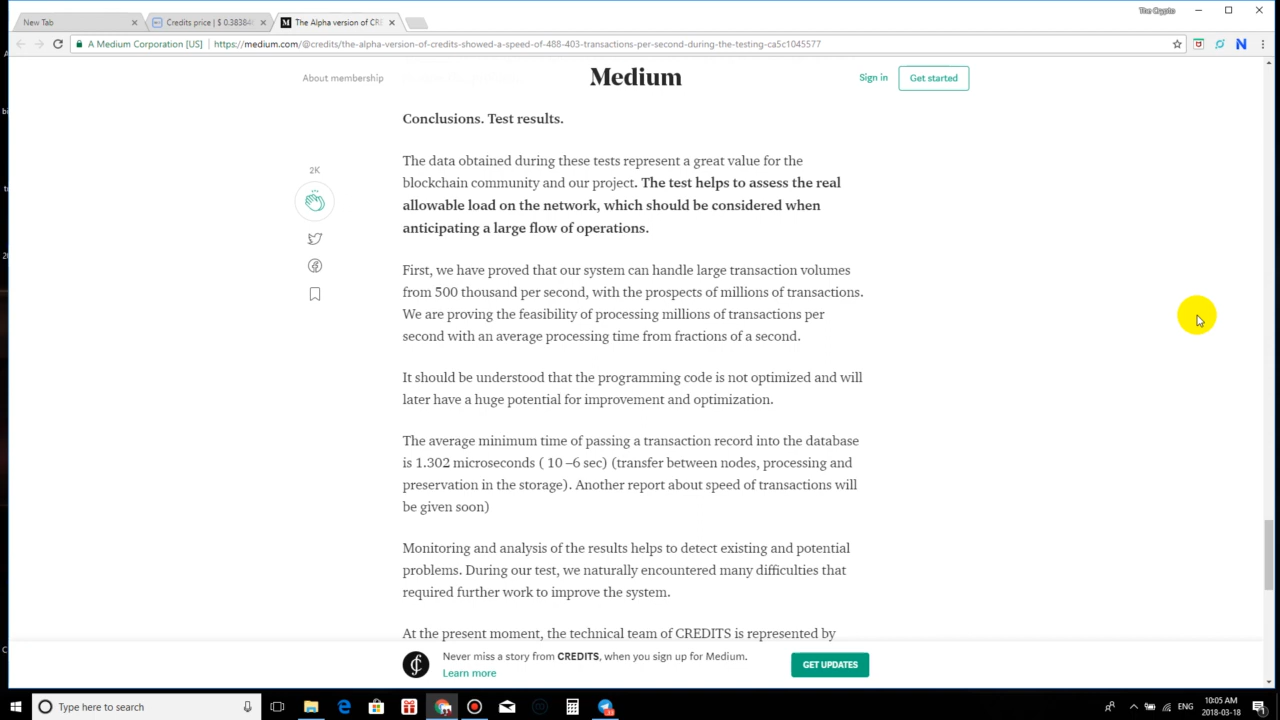 The Crypto
New Tab
Credits price | $ 0.38384
The Alpha version of CRE
A Medium Corporation [US]
https://medium.com/@credits/the-alpha-version-of-credits-showed-a-speed-of-488-403-transactions-per-second-during-the-testing-ca5c1045577
About membership
Medium
Sign in
Get started
Conclusions. Test results.
2K
The data obtained during these tests represent a great value for the
blockchain community and our project. The test helps to assess the real
allowable load on the network, which should be considered when
anticipating a large flow of operations.
First, we have proved that our system can handle large transaction volumes
from 500 thousand per second, with the prospects of millions of transactions.
We are proving the feasibility of processing millions of transactions per
second with an average processing time from fractions of a second.
It should be understood that the programming code is not optimized and will
later have a huge potential for improvement and optimization.
The average minimum time of passing a transaction record into the database
is 1.302 microseconds ( 10 –6 sec) (transfer between nodes, processing and
preservation in the storage). Another report about speed of transactions will
be given soon)
Monitoring and analysis of the results helps to detect existing and potential
problems. During our test, we naturally encountered many difficulties that
required further work to improve the system.
At the present moment, the technical team of CREDITS is represented by
Never miss a story from CREDITS, when you sign up for Medium.
Learn more
GET UPDATES
Type here to search
ENG
10:05 AM
2018-03-18